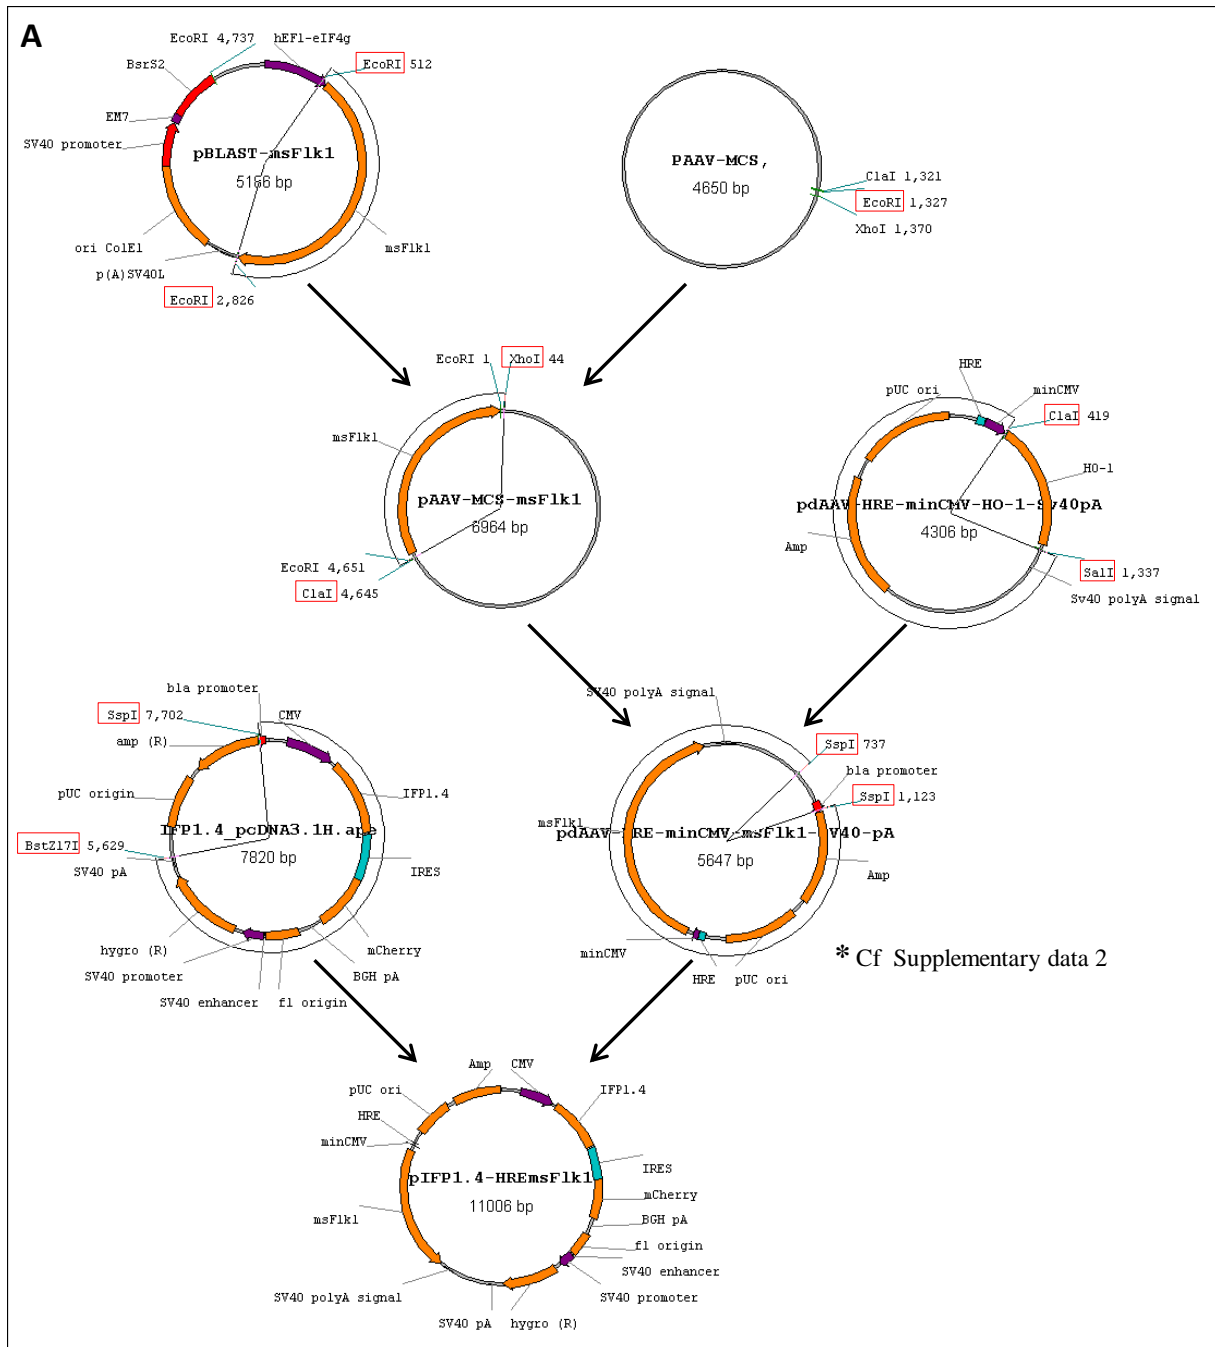 A
EcoRI 4,737
hEF1-eIF4g
EcoRI 512
BsrS2
EM7
SV40 promoter
pBLAST-msFlk1
5186 bp
ori ColE1
p(A)SV40L
msFlk1
EcoRI 2,826
PAAV-MCS,
4650 bp
ClaI 1,321
EcoRI 1,327
XhoI 1,370
EcoRI 1
XhoI 44
msFlk1
pAAV-MCS-msFlk1
6964 bp
EcoRI 4,651
ClaI 4,645
HRE
pUC ori
minCMV
ClaI 419
HO-1
pdAAV-HRE-minCMV-HO-1-Sv40pA
4306 bp
Amp
SalI 1,337
Sv40 polyA signal
bla promoter
SspI 7,702
CMV
amp (R)
pUC origin
IFP1.4
IFP1.4_pcDNA3.1H.ape
7820 bp
BstZ17I 5,629
SV40 pA
IRES
hygro (R)
mCherry
SV40 promoter
BGH pA
SV40 enhancer
f1 origin
SV40 polyA signal
SspI 737
bla promoter
SspI 1,123
msFlk1
pdAAV-HRE-minCMV-msFlk1-SV40-pA
5647 bp
Amp
minCMV
HRE
pUC ori
* Cf Supplementary data 2
Amp
CMV
pUC ori
IFP1.4
HRE
minCMV
IRES
pIFP1.4-HREmsFlk1
mCherry
11006 bp
msFlk1
BGH pA
f1 origin
SV40 enhancer
SV40 polyA signal
SV40 promoter
SV40 pA
hygro (R)